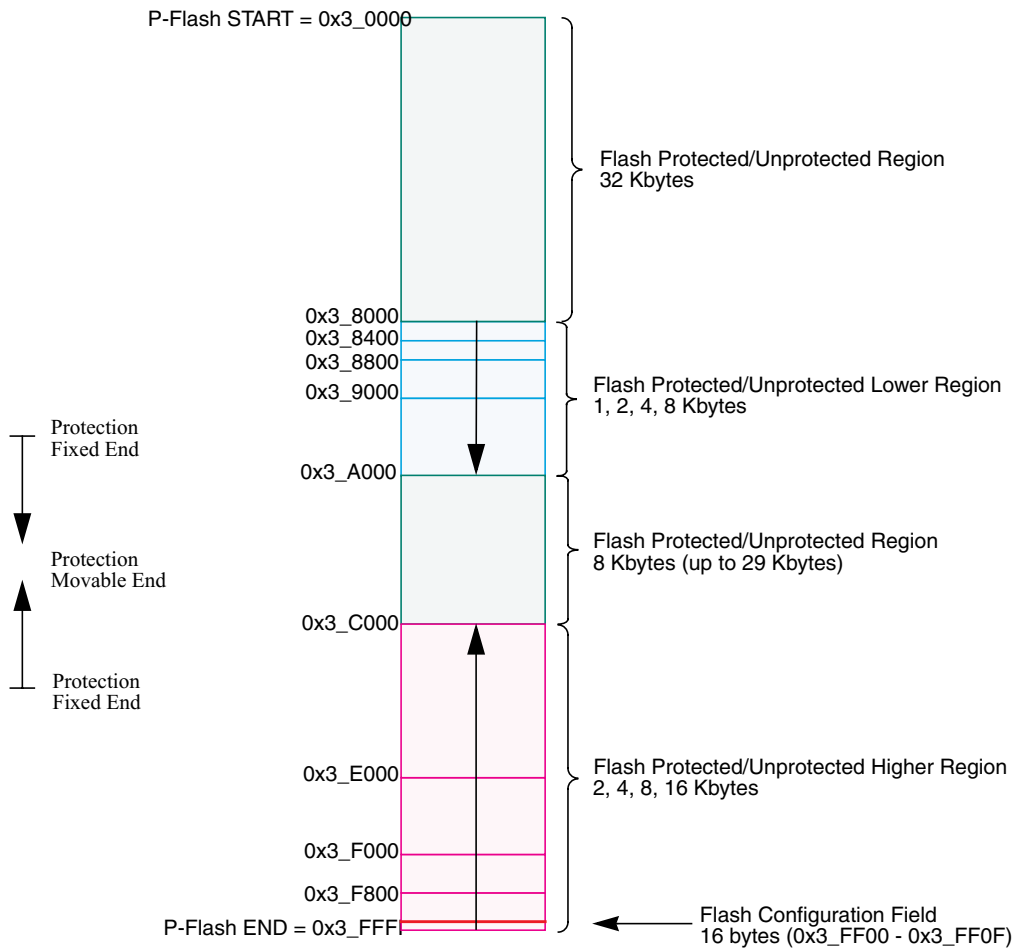 P-Flash START = 0x3_0000
Flash Protected/Unprotected Region
32 Kbytes
0x3_8000
0x3_8400
0x3_8800
0x3_9000
Flash Protected/Unprotected Lower Region
1, 2, 4, 8 Kbytes
Protection
Fixed End
0x3_A000
Flash Protected/Unprotected Region
8 Kbytes (up to 29 Kbytes)
Protection
Movable End
0x3_C000
Protection
Fixed End
0x3_E000
Flash Protected/Unprotected Higher Region
2, 4, 8, 16 Kbytes
0x3_F000
0x3_F800
P-Flash END = 0x3_FFF
Flash Configuration Field
16 bytes (0x3_FF00 - 0x3_FF0F)